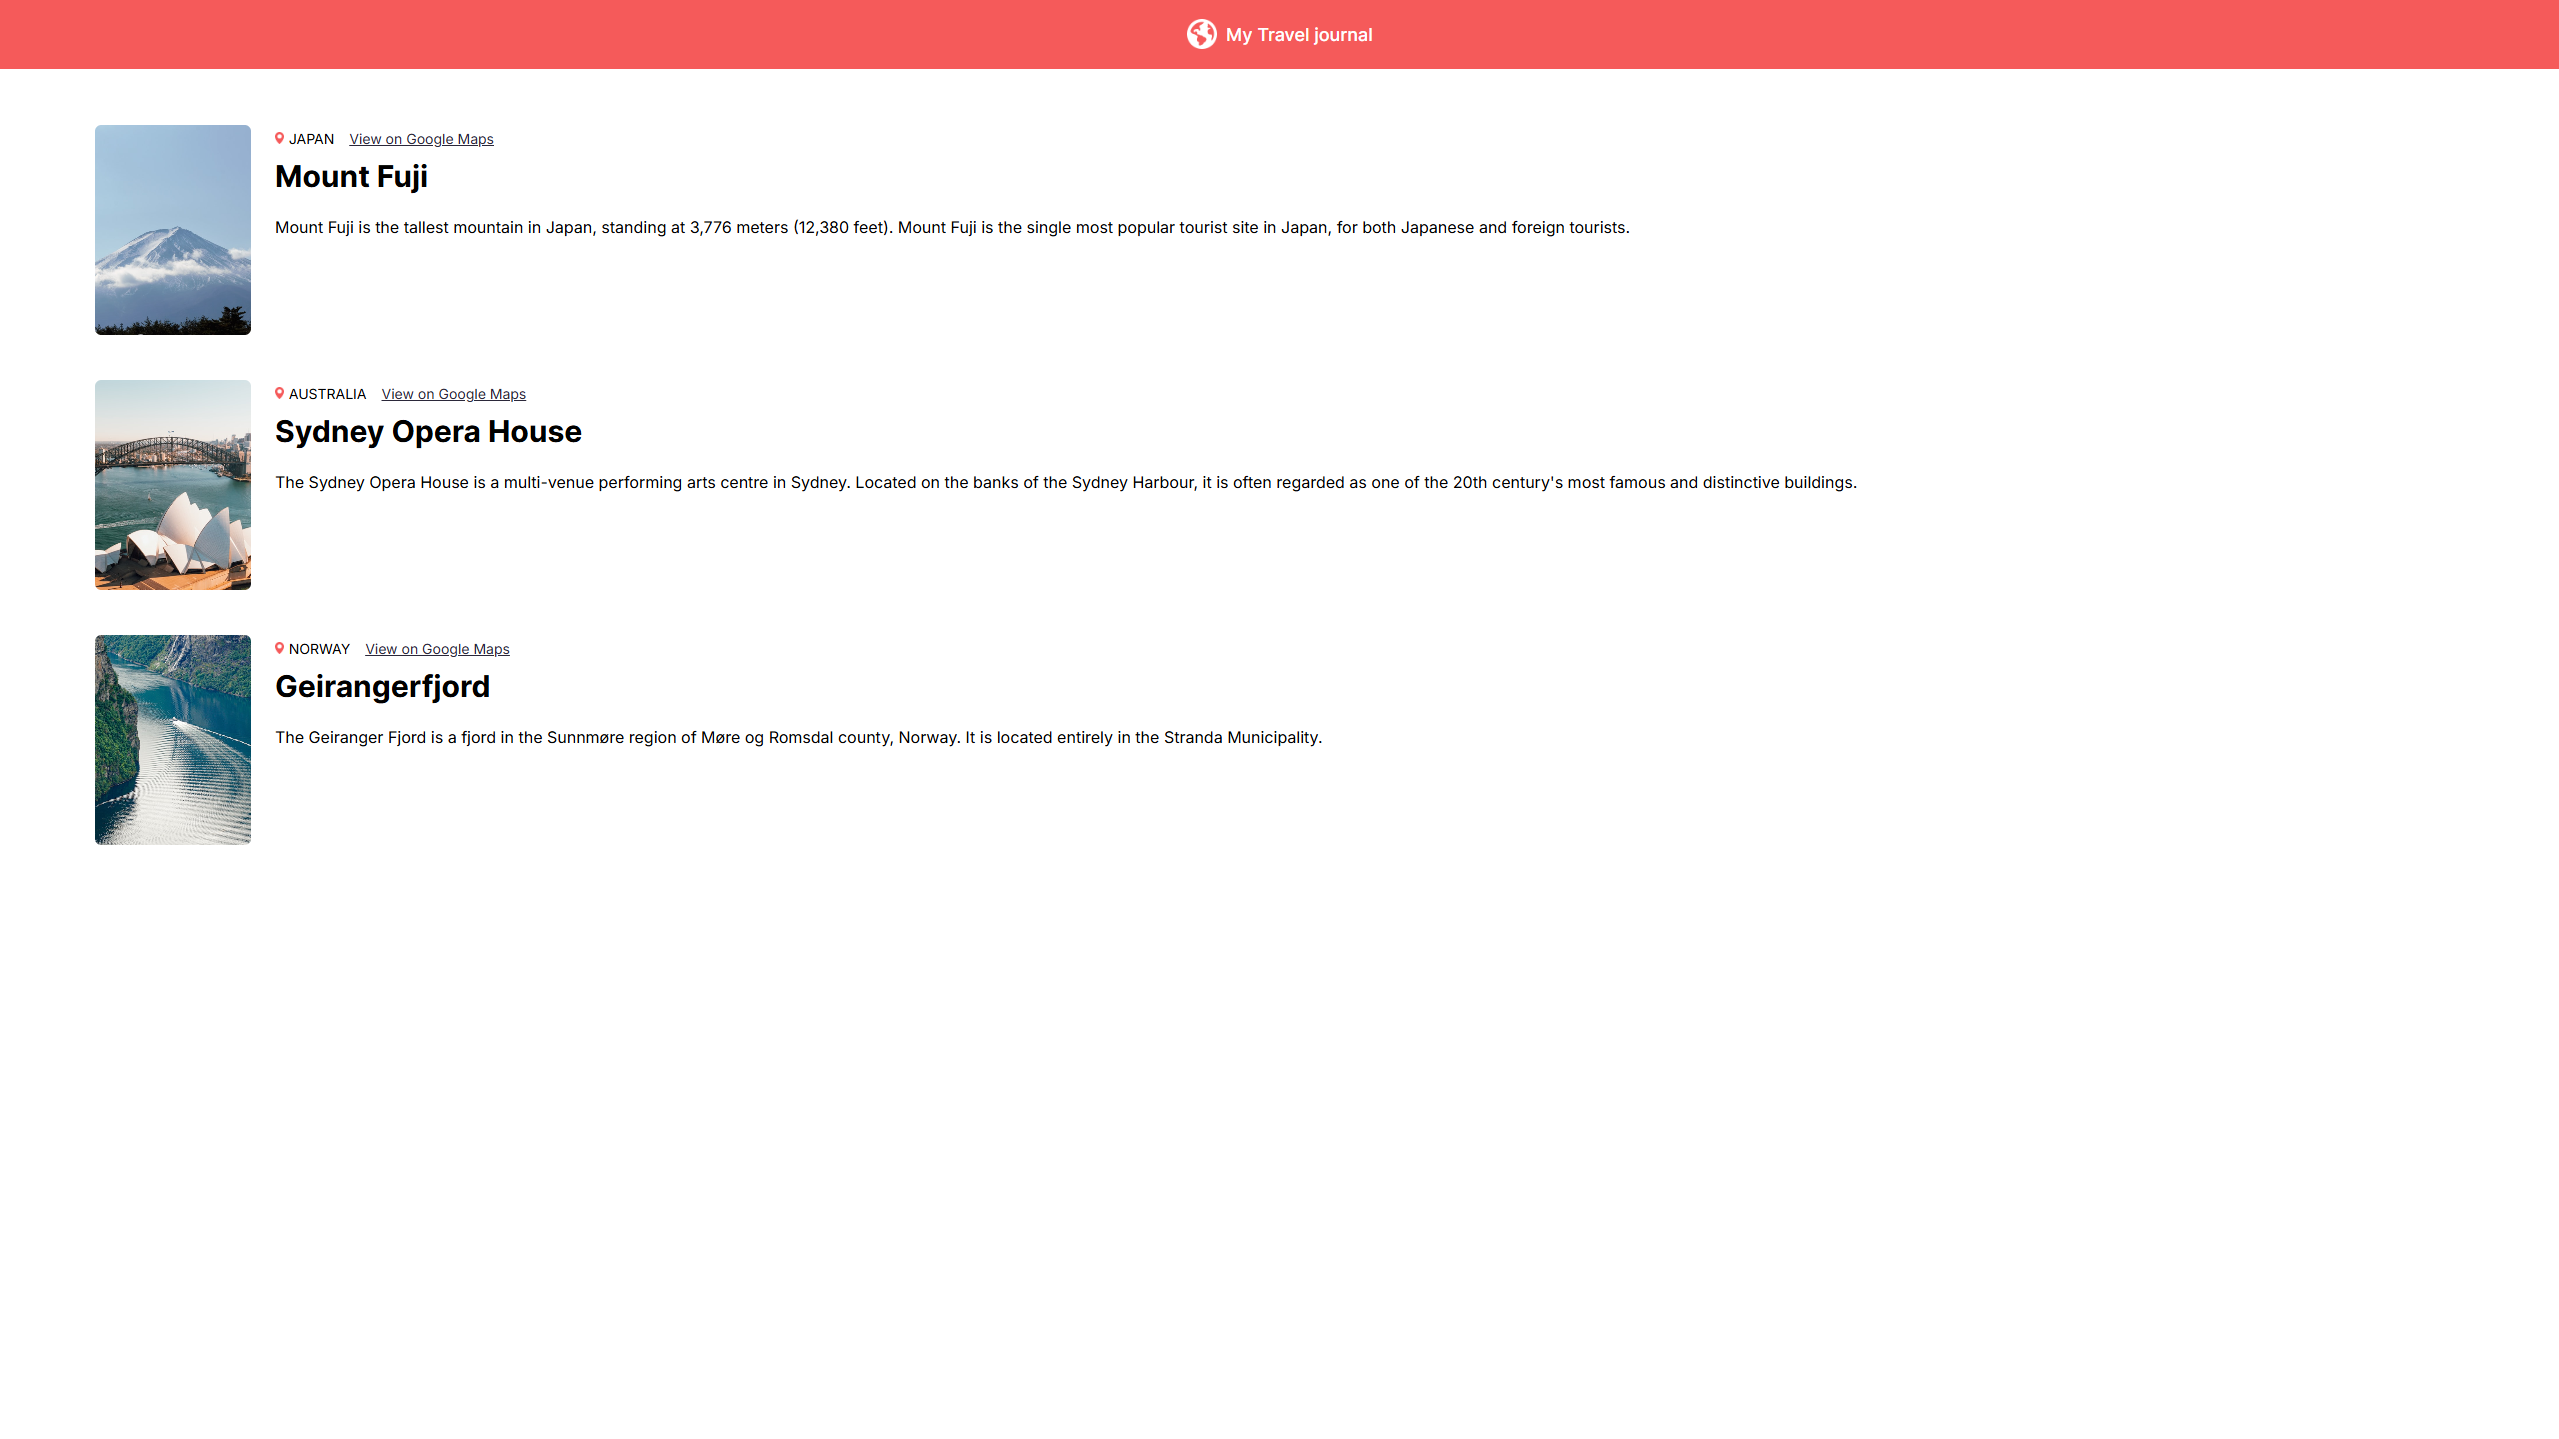 My Travel journal
JAPAN View on Google Maps
Mount Fuji
Mount Fuji is the tallest mountain in Japan, standing at 3,776 meters (12,380 feet). Mount Fuji is the single most popular tourist site in Japan, for both Japanese and foreign tourists.
AUSTRALIA View on Google Maps
Sydney Opera House
The Sydney Opera House is a multi-venue performing arts centre in Sydney. Located on the banks of the Sydney Harbour, it is often regarded as one of the 20th century's most famous and distinctive buildings.
NORWAY View on Google Maps
Geirangerfjord
The Geiranger Fjord is a fjord in the Sunnmøre region of Møre og Romsdal county, Norway. It is located entirely in the Stranda Municipality.